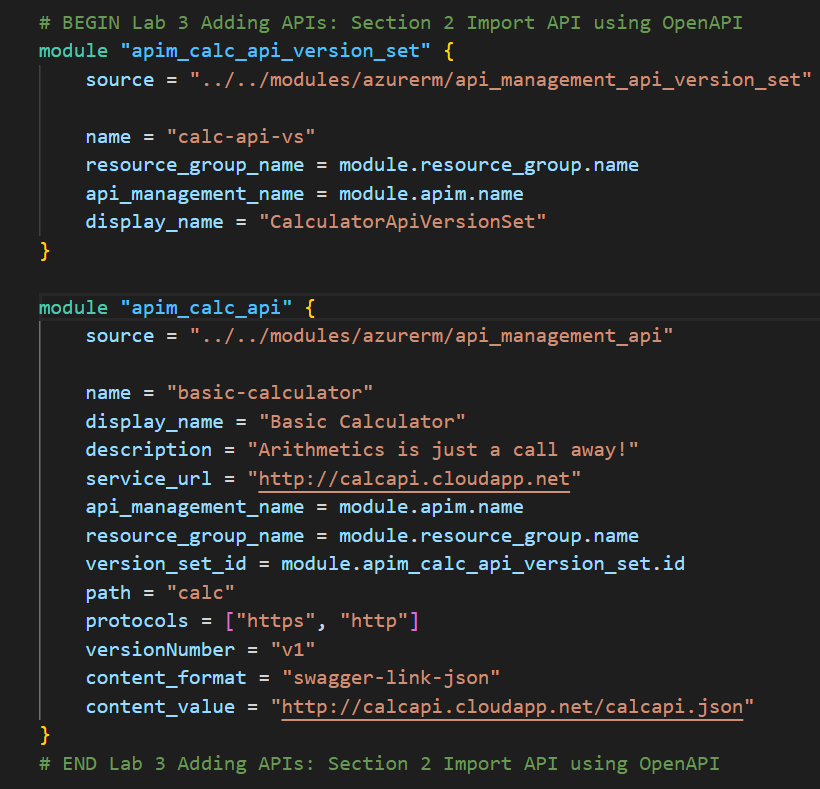 # BEGIN Lab 3 Adding APIs: Section 2 Import API using OpenAPI
module "apim_calc_api_version_set" {
source = "../../modules/azurerm/api_management_api_version_set"
name = "calc-api-vs"
resource_group_name = module.resource_group.name
api_management_name = module.apim.name
display_name = "CalculatorApiVersionSet"
}
module "apim_calc_api" {
source = "../../modules/azurerm/api_management_api"
name = "basic-calculator"
display_name = "Basic Calculator"
description = "Arithmetics is just a call away!"
service_url = "http://calcapi.cloudapp.net"
api_management_name = module.apim.name
resource_group_name = module.resource_group.name
version_set_id = module.apim_calc_api_version_set.id
path = "calc"
protocols = ["https", "http"]
versionNumber = "v1"
content_format = "swagger-link-json"
content_value = "http://calcapi.cloudapp.net/calcapi.json"
}
# END Lab 3 Adding APIs: Section 2 Import API using OpenAPI